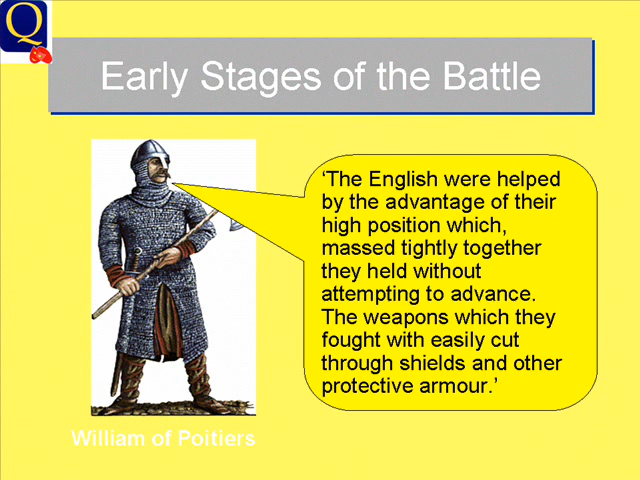 Q
Early Stages of the Battle
‘The English were helped
by the advantage of their
high position which,
massed tightly together
they held without
attempting to advance.
The weapons which they
fought with easily cut
through shields and other
protective armour.’
William of Poitiers